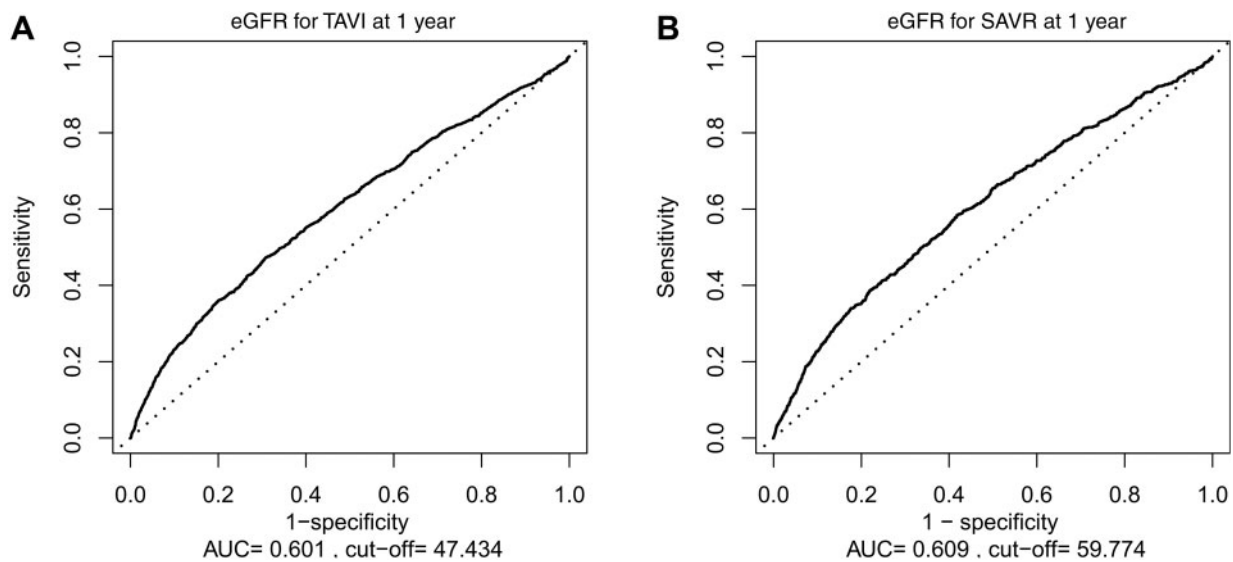 A
eGFR for TAVI at 1 year
Sensitivity
1.0
0.8
0.6
0.4
0.2
0.0
0.0 0.2 0.4 0.6 0.8 1.0
1−specificity
AUC= 0.601 , cut-off= 47.434
B
eGFR for SAVR at 1 year
Sensitivity
1.0
0.8
0.6
0.4
0.2
0.0
0.0 0.2 0.4 0.6 0.8 1.0
1 − specificity
AUC= 0.609 , cut-off= 59.774